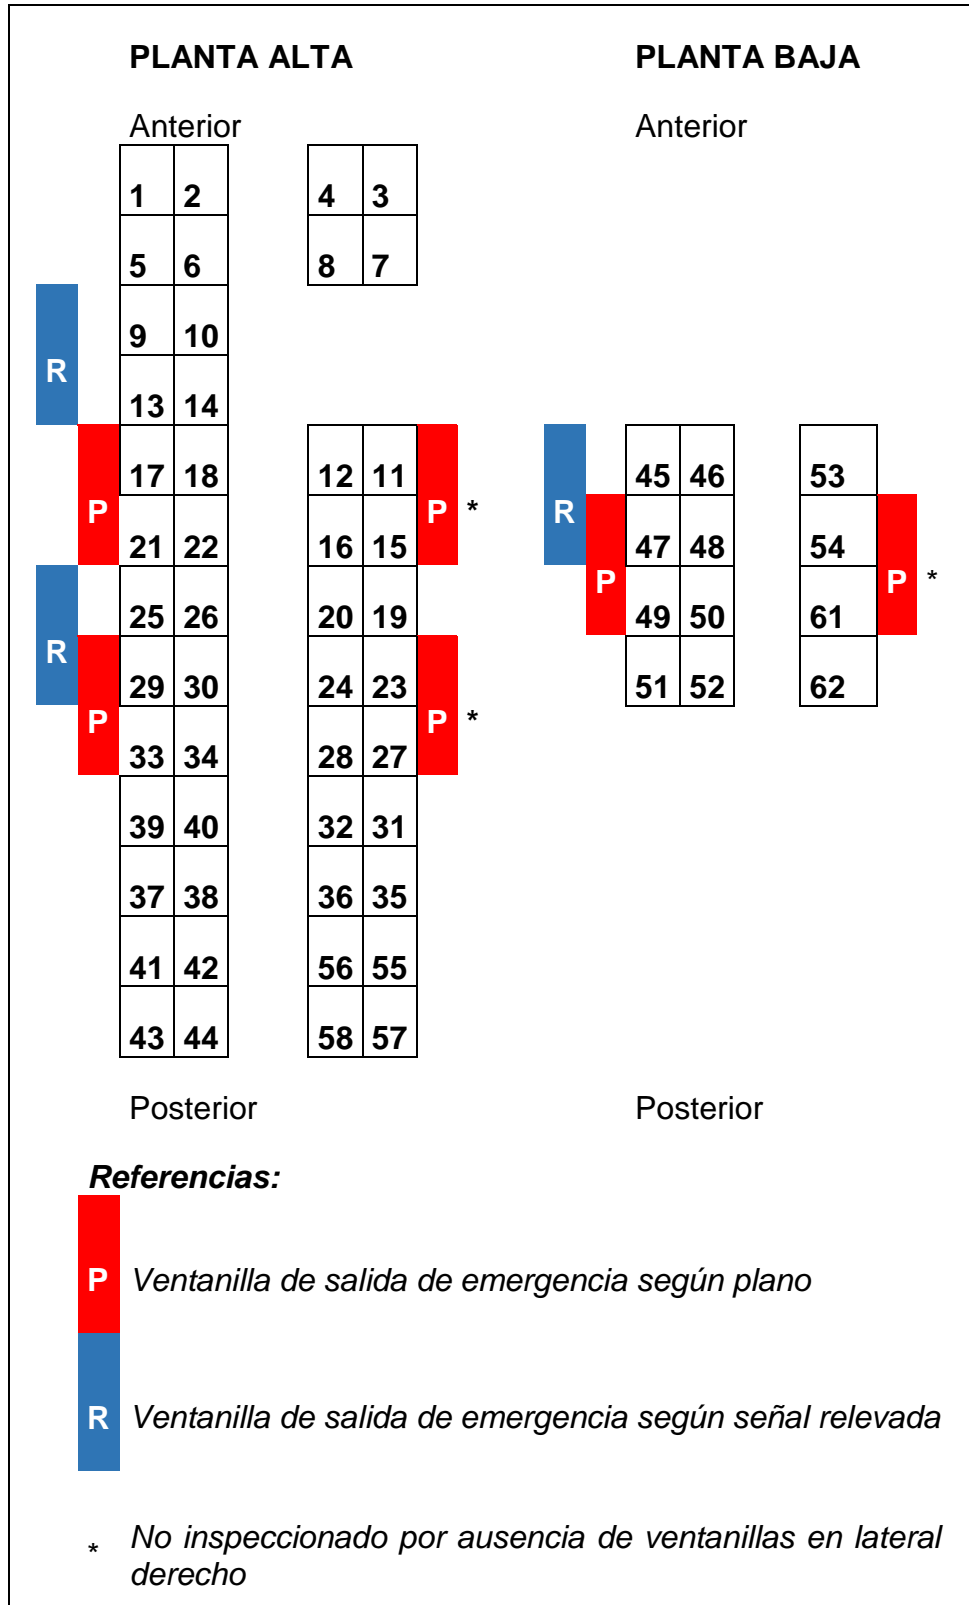 PLANTA ALTA PLANTA BAJA
Anterior Anterior
1 2 4 3
5 6 8 7
9 10
R
13 14
17 18 12 11 45 46 53
P P * R
21 22 16 15 47 48 54
P P *
25 26 20 19 49 50 61
R
29 30 24 23 51 52 62
P P *
33 34 28 27
39 40 32 31
37 38 36 35
41 42 56 55
43 44 58 57
Posterior Posterior
Referencias:
P Ventanilla de salida de emergencia según plano
R Ventanilla de salida de emergencia según señal relevada
* No inspeccionado por ausencia de ventanillas en lateral
derecho